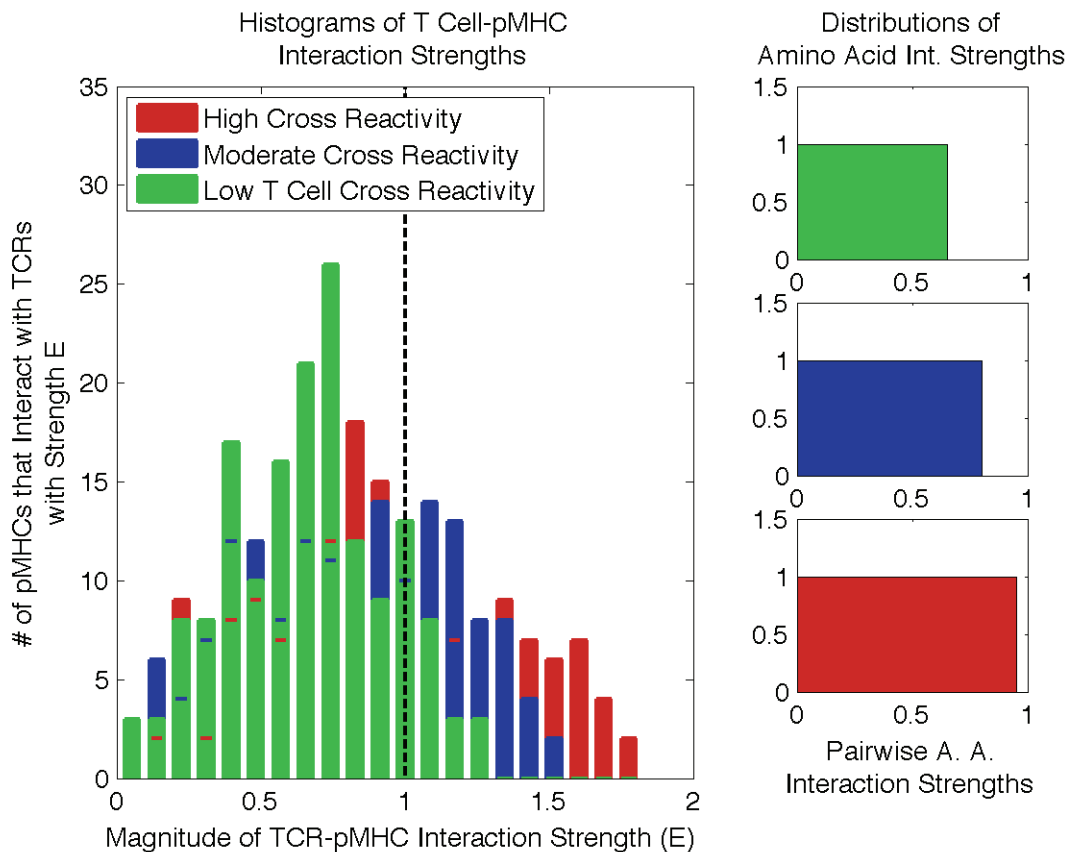 Histograms of T Cell-pMHC
Interaction Strengths
35
30
25
20
15
10
5
0
# of pMHCs that Interact with TCRs
with Strength E
High Cross Reactivity
Moderate Cross Reactivity
Low T Cell Cross Reactivity
0 0.5 1 1.5 2
Magnitude of TCR-pMHC Interaction Strength (E)
Distributions of
Amino Acid Int. Strengths
1.5
1
0.5
0
0 0.5 1
1.5
1
0.5
0
0 0.5 1
1.5
1
0.5
0
0 0.5 1
Pairwise A. A.
Interaction Strengths